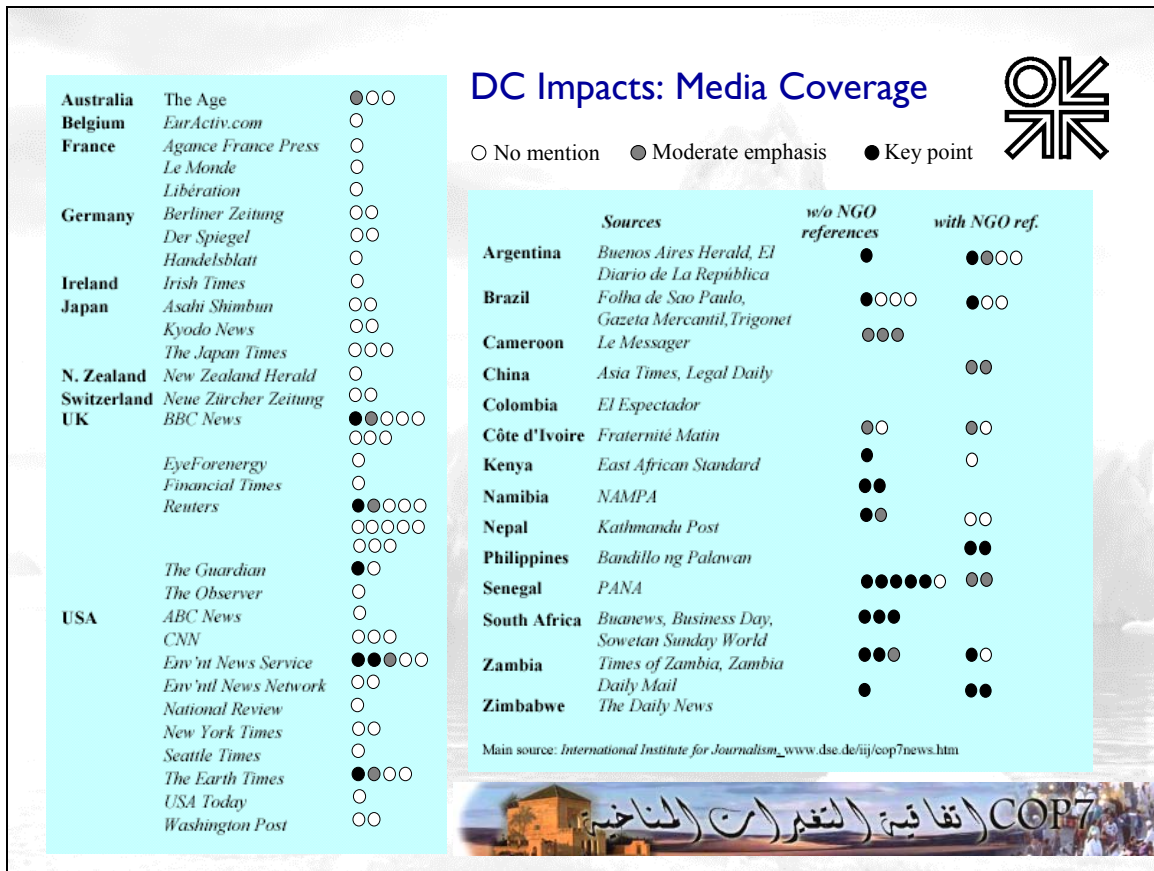 DC Impacts: Media Coverage
○ No mention ● Moderate emphasis ● Key point
Australia The Age
Belgium EurActiv.com
France Agance France Press
Le Monde
Libération
Germany Berliner Zeitung
Der Spiegel
Handelsblatt
Ireland Irish Times
Japan Asahi Shimbun
Kyodo News
The Japan Times
N. Zealand New Zealand Herald
Switzerland Neue Zürcher Zeitung
UK BBC News
EyeForenergy
Financial Times
Reuters
The Guardian
The Observer
USA ABC News
CNN
Env'nt News Service
Env'ntl News Network
National Review
New York Times
Seattle Times
The Earth Times
USA Today
Washington Post
Sources w/o NGO references with NGO ref.
Argentina Buenos Aires Herald, El
Diario de La República
Brazil Folha de Sao Paulo,
Gazeta Mercantil,Trigonet
Cameroon Le Messager
China Asia Times, Legal Daily
Colombia El Espectador
Côte d'Ivoire Fraternité Matin
Kenya East African Standard
Namibia NAMPA
Nepal Kathmandu Post
Philippines Bandillo ng Palawan
Senegal PANA
South Africa Buanews, Business Day,
Sowetan Sunday World
Zambia Times of Zambia, Zambia
Daily Mail
Zimbabwe The Daily News
Main source: International Institute for Journalism, www.dse.de/iij/cop7news.htm
اتفاقية التغيرات المناخية COP7